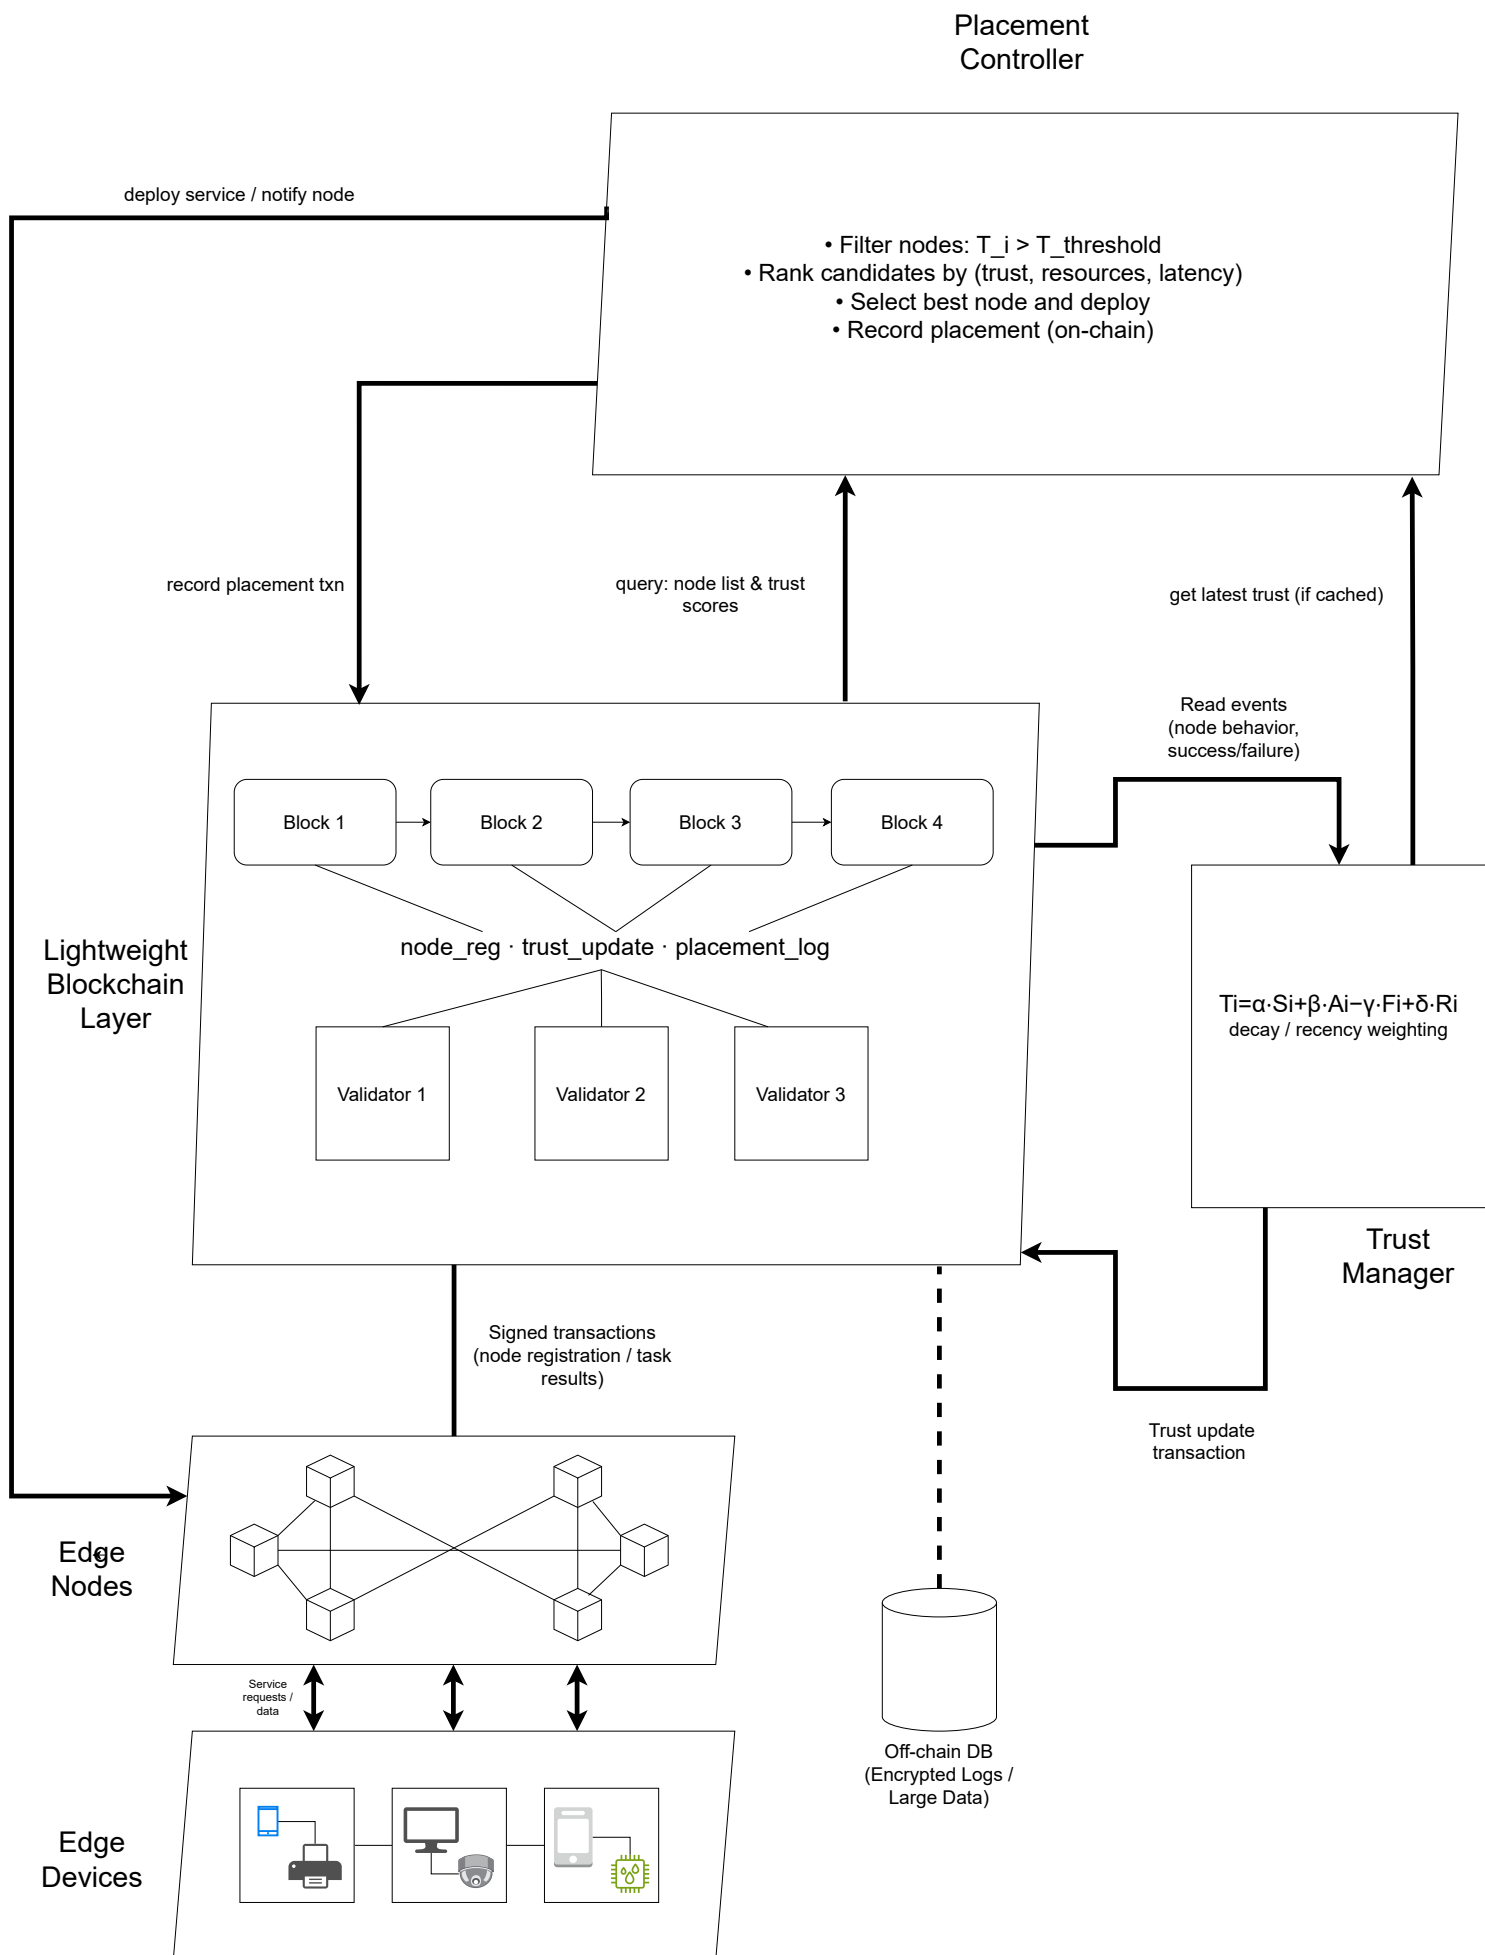 Placement
Controller
deploy service / notify node
• Filter nodes: T_i > T_threshold
• Rank candidates by (trust, resources, latency)
• Select best node and deploy
• Record placement (on-chain)
record placement txn
query: node list & trust
scores
get latest trust (if cached)
Read events
(node behavior,
success/failure)
Block 1
Block 2
Block 3
Block 4
node_reg · trust_update · placement_log
Lightweight
Blockchain
Layer
Validator 1
Validator 2
Validator 3
Ti=α·Si+β·Ai−γ·Fi+δ·Ri
decay / recency weighting
Trust
Manager
Signed transactions
(node registration / task
results)
Trust update
transaction
Edge
Nodes
Service
requests /
data
Off-chain DB
(Encrypted Logs /
Large Data)
Edge
Devices